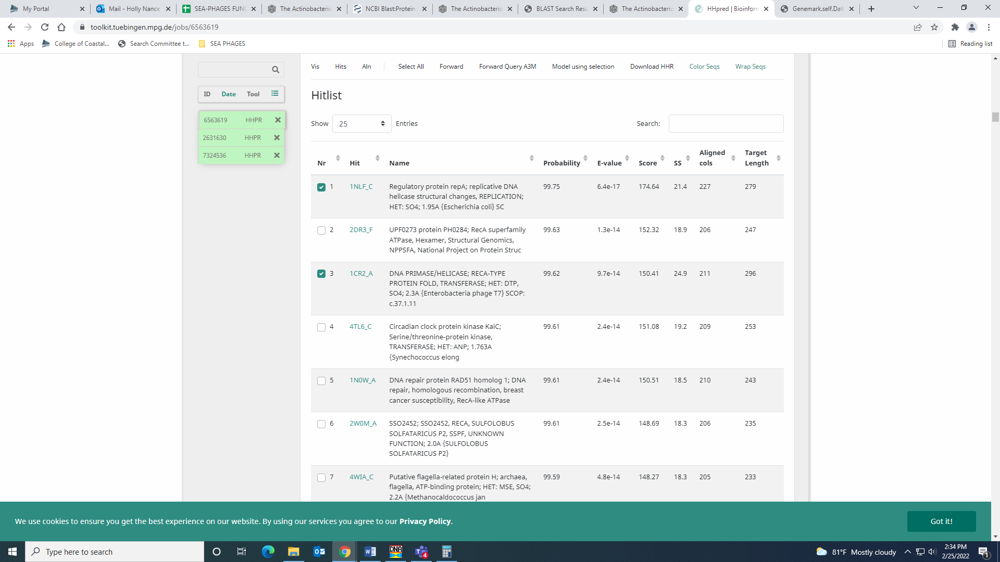 My Portal
Mail - Holly Nance
SEA-PHAGES FUNC
The Actinobacterio
NCBI Blast:Protein
The Actinobacterio
BLAST Search Resu
The Actinobacterio
HHpred | Bioinform
Genemark.self.Dati
toolkit.tuebingen.mpg.de/jobs/6563619
Apps
College of Coastal...
Search Committee t...
SEA PHAGES
Reading list
Vis Hits Aln Select All Forward Forward Query A3M Model using selection Download HHR Color Seqs Wrap Seqs
ID Date Tool
6563619 HHPR
2631630 HHPR
7324536 HHPR
Hitlist
Show 25 Entries Search:
Nr Hit Name Probability E-value Score SS Aligned cols Target Length
1 1NLF_C Regulatory protein repA; replicative DNA 99.75 6.4e-17 174.64 21.4 227 279
helicase structural changes, REPLICATION;
HET: SO4; 1.95A {Escherichia coli} SC
2 2DR3_F UPF0273 protein PH0284; RecA superfamily 99.63 1.3e-14 152.32 18.9 206 247
ATPase, Hexamer, Structural Genomics,
NPPSFA, National Project on Protein Struc
3 1CR2_A DNA PRIMASE/HELICASE; RECA-TYPE 99.62 9.7e-14 150.41 24.9 211 296
PROTEIN FOLD, TRANSFERASE; HET: DTP,
SO4; 2.3A {Enterobacteria phage T7} SCOP:
c.37.1.11
4 4TL6_C Circadian clock protein kinase KaiC; 99.61 2.4e-14 151.08 19.2 209 253
Serine/threonine-protein kinase,
TRANSFERASE; HET: ANP; 1.763A
{Synechococcus elong
5 1N0W_A DNA repair protein RAD51 homolog 1; DNA 99.61 2.4e-14 150.51 18.5 210 243
repair, homologous recombination, breast
cancer susceptibility, RecA-like ATPase
6 2W0M_A SSO2452; SSO2452, RECA, SULFOLOBUS 99.61 2.5e-14 148.69 18.3 206 235
SOLFATARICUS P2, SSPF, UNKNOWN
FUNCTION; 2.0A {SULFOLOBUS
SOLFATARICUS P2}
7 4WIA_C Putative flagella-related protein H; archaea, 99.59 4.8e-14 148.27 18.3 205 233
flagella, ATP-binding protein; HET: MSE, SO4;
2.2A {Methanocaldococcus jan
We use cookies to ensure you get the best experience on our website. By using our services you agree to our Privacy Policy.
Got it!
Type here to search
DNA
4
81°F Mostly cloudy
2:34 PM
2/25/2022
1